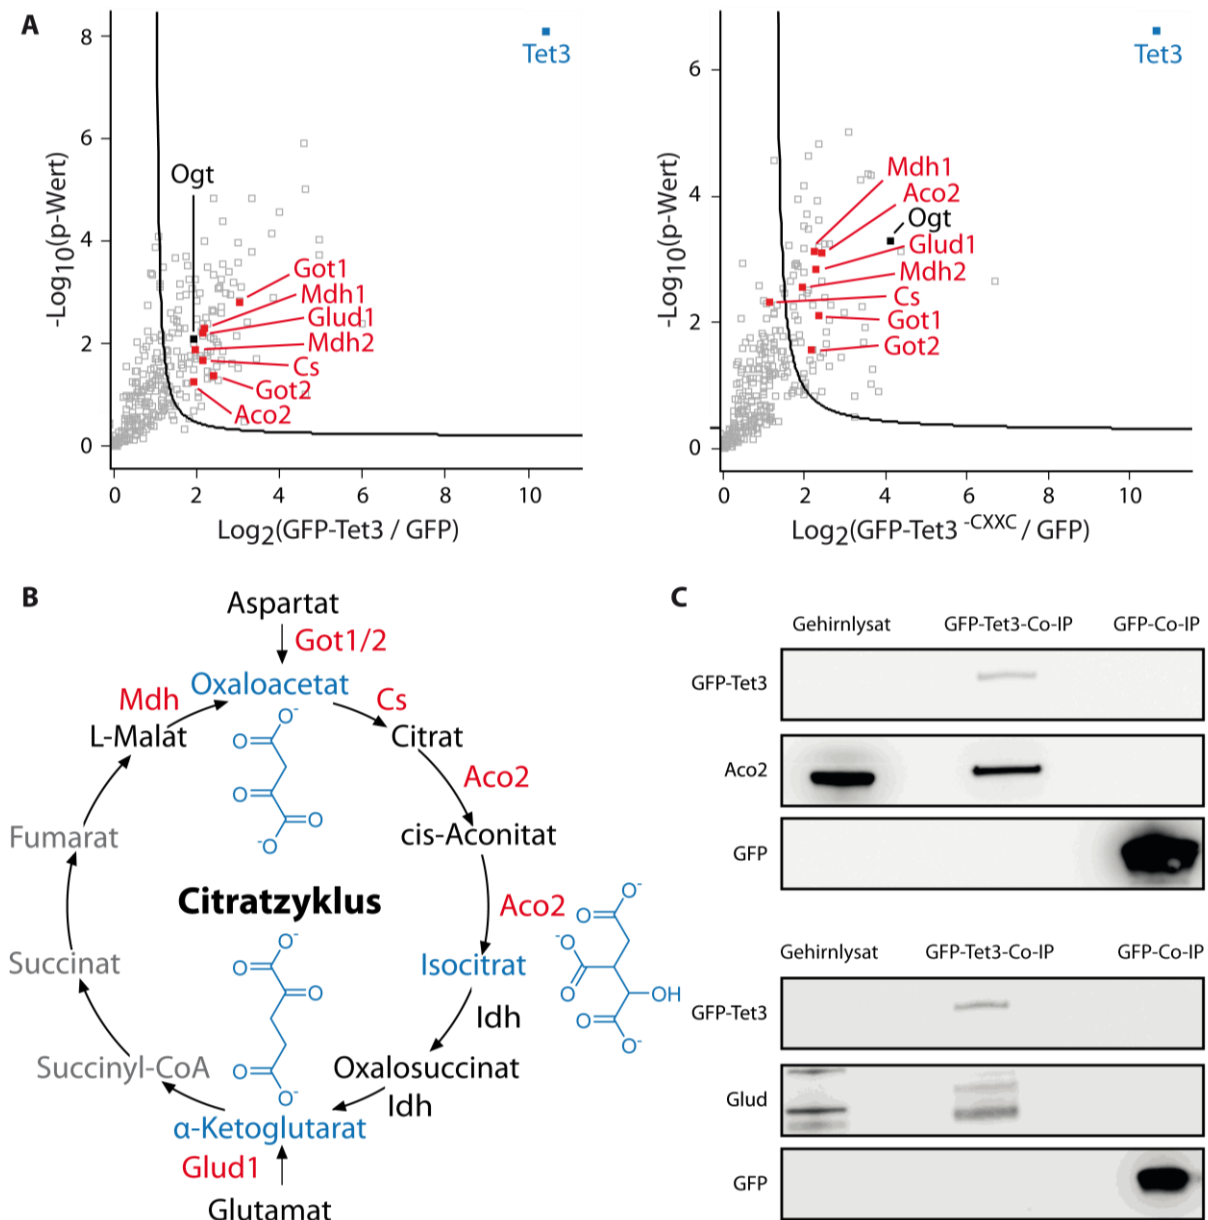 A
8
6
4
2
0
-Log10(p-Wert)
Tet3
Ogt
Got1
Mdh1
Glud1
Mdh2
Cs
Got2
Aco2
0 2 4 6 8 10
Log2(GFP-Tet3 / GFP)
6
4
2
0
-Log10(p-Wert)
Tet3
Mdh1
Aco2
Ogt
Glud1
Mdh2
Cs
Got1
Got2
0 2 4 6 8 10
Log2(GFP-Tet3 -CXXC / GFP)
B
Aspartat
Got1/2
Oxaloacetat
Mdh
Cs
L-Malat
Citrat
O-
O
Aco2
O
O
-O
Fumarat
cis-Aconitat
Citratzyklus
Aco2
O-
O
-O
O
OH
O
O-
Succinat
Isocitrat
O-
O
O
Idh
Succinyl-CoA
O
O-
Oxalosuccinat
Idh
α-Ketoglutarat
Glud1
Glutamat
C
Gehirnlysat GFP-Tet3-Co-IP GFP-Co-IP
GFP-Tet3
Aco2
GFP
Gehirnlysat GFP-Tet3-Co-IP GFP-Co-IP
GFP-Tet3
Glud
GFP